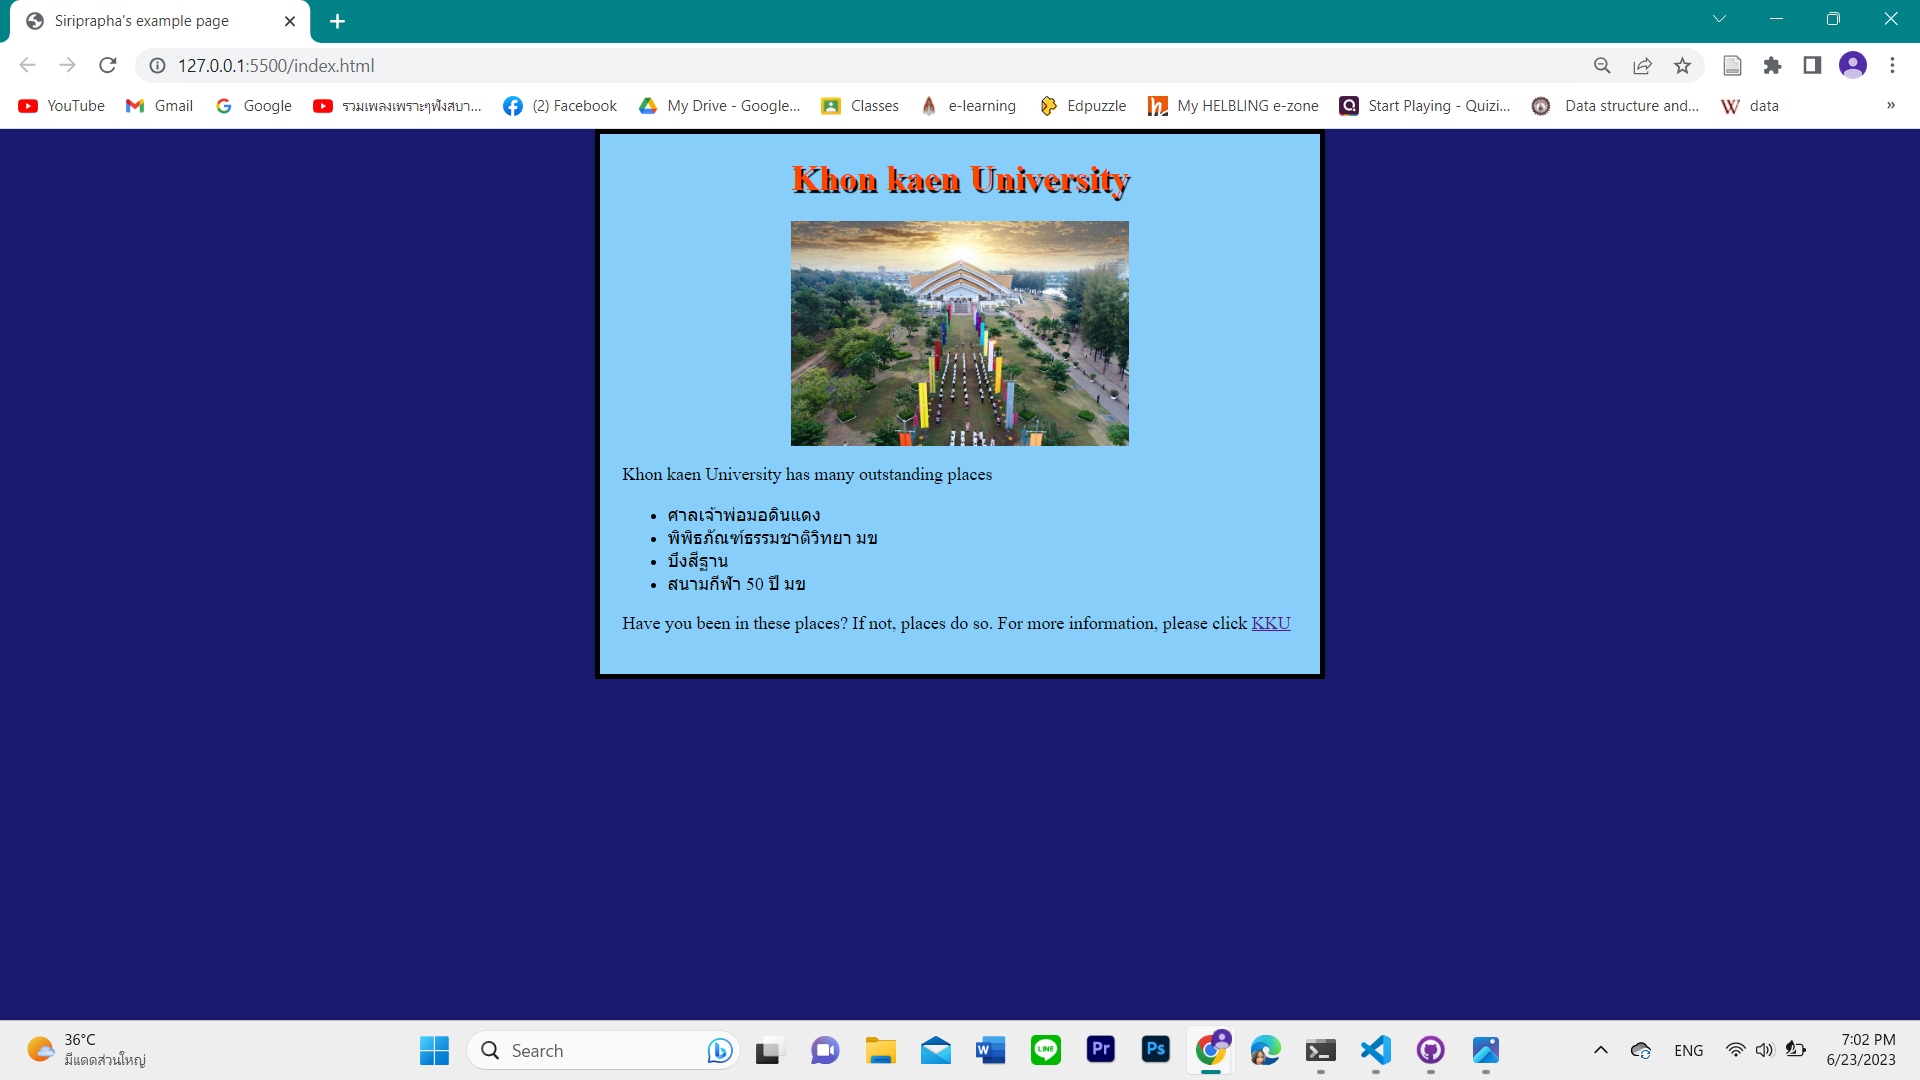 Siriprapha's example page
127.0.0.1:5500/index.html
YouTube
Gmail
Google
รวมเพลงเพราะๆฟังสบา...
(2) Facebook
My Drive - Google...
Classes
e-learning
Edpuzzle
My HELBLING e-zone
Start Playing - Quizi...
Data structure and...
data
»
Khon kaen University
Khon kaen University has many outstanding places
• ศาลเจ้าพ่อมอดินแดง
• พิพิธภัณฑ์ธรรมชาติวิทยา มข
• บึงสีฐาน
• สนามกีฬา 50 ปี มข
Have you been in these places? If not, places do so. For more information, please click KKU
36°C
มีแดดส่วนใหญ่
Search
LINE
Pr
Ps
ENG
7:02 PM
6/23/2023